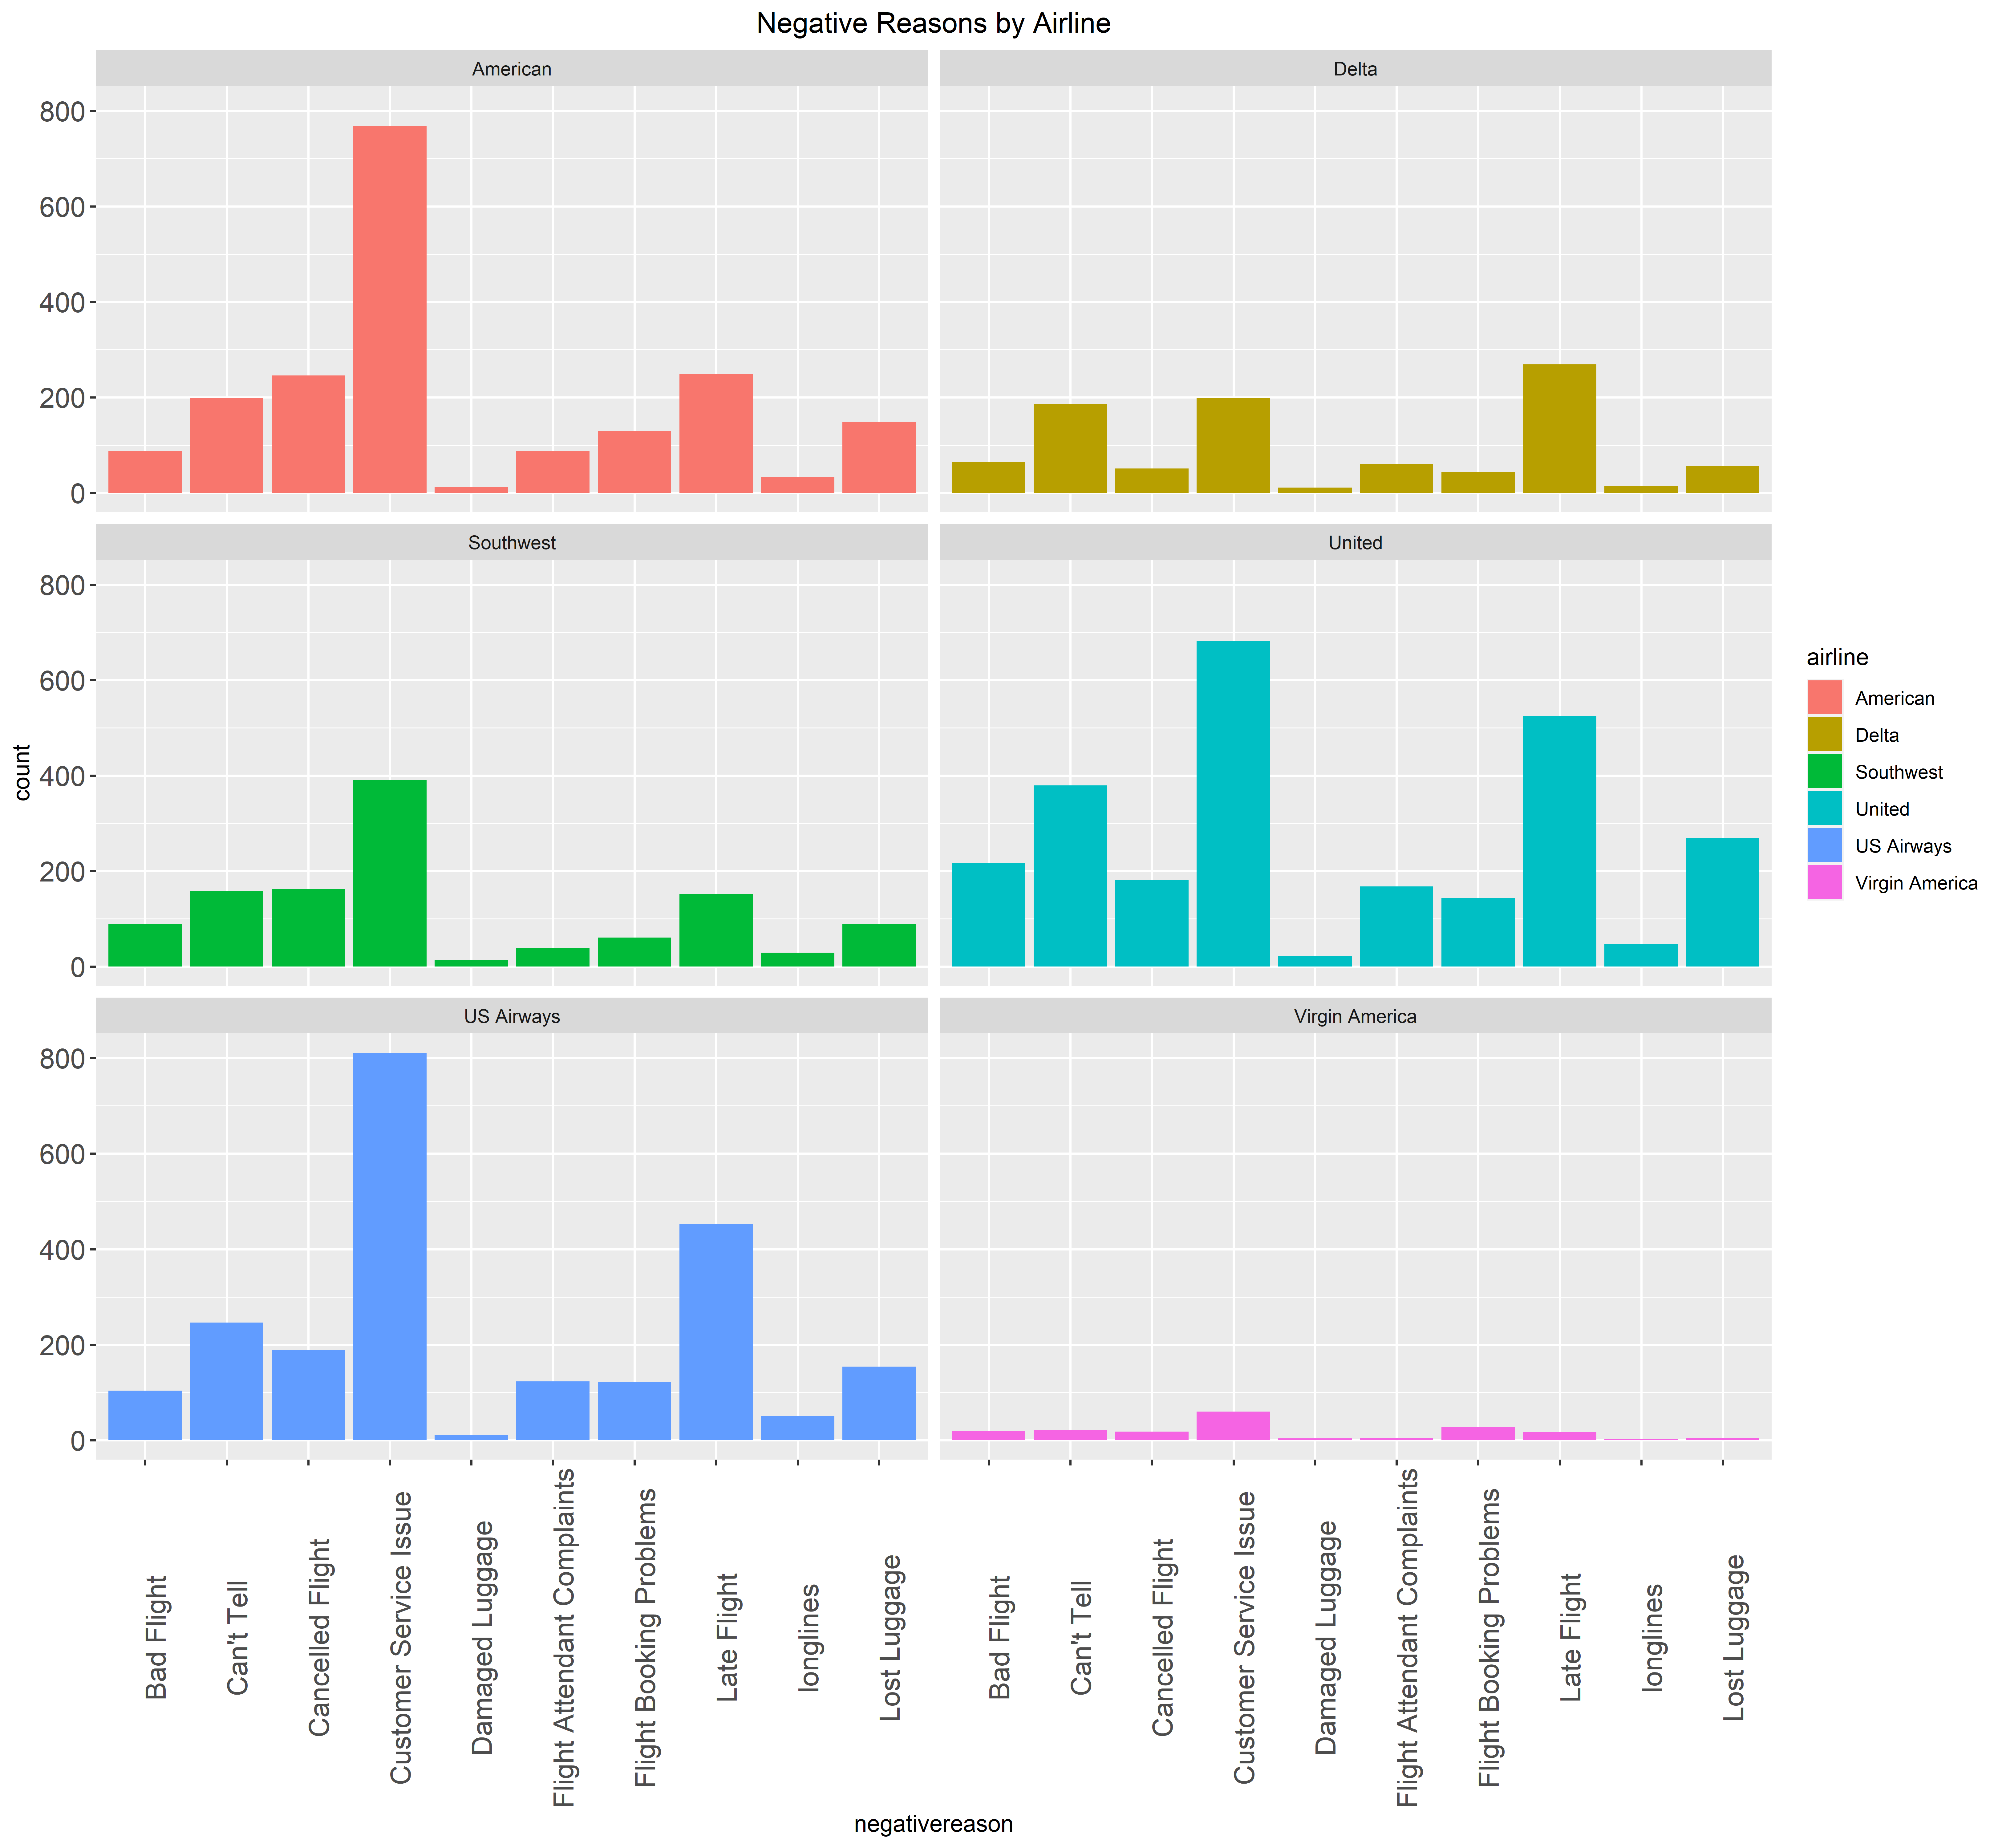 Negative Reasons by Airline
American
Delta
800
600
400
200
0
Southwest
United
800
600
400
200
0
US Airways
Virgin America
800
600
400
200
0
Bad Flight
Can't Tell
Cancelled Flight
Customer Service Issue
Damaged Luggage
Flight Attendant Complaints
Flight Booking Problems
Late Flight
longlines
Lost Luggage
Bad Flight
Can't Tell
Cancelled Flight
Customer Service Issue
Damaged Luggage
Flight Attendant Complaints
Flight Booking Problems
Late Flight
longlines
Lost Luggage
negativereason
count
airline
American
Delta
Southwest
United
US Airways
Virgin America